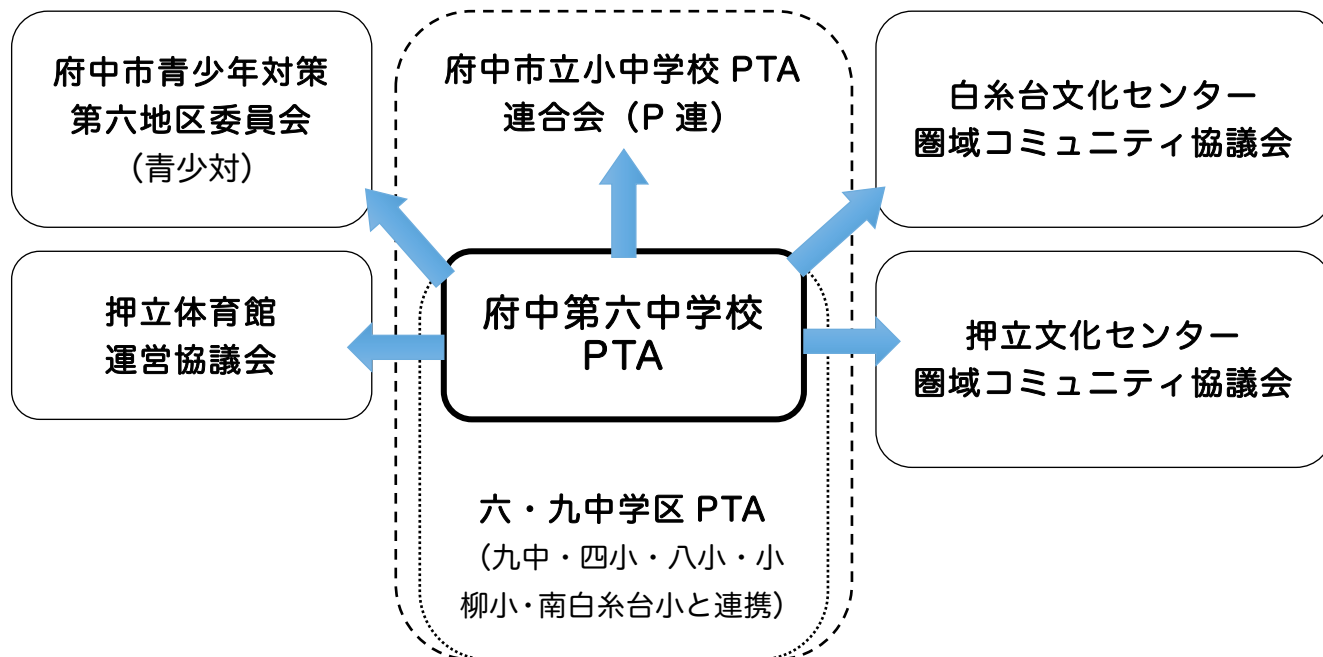 府中市青少年対策
第六地区委員会
（青少対）
府中市立小中学校 PTA
連合会（P 連）
白糸台文化センター
圏域コミュニティ協議会
押立体育館
運営協議会
府中第六中学校
PTA
押立文化センター
圏域コミュニティ協議会
六・九中学区 PTA
（九中・四小・八小・小
柳小・南白糸台小と連携）